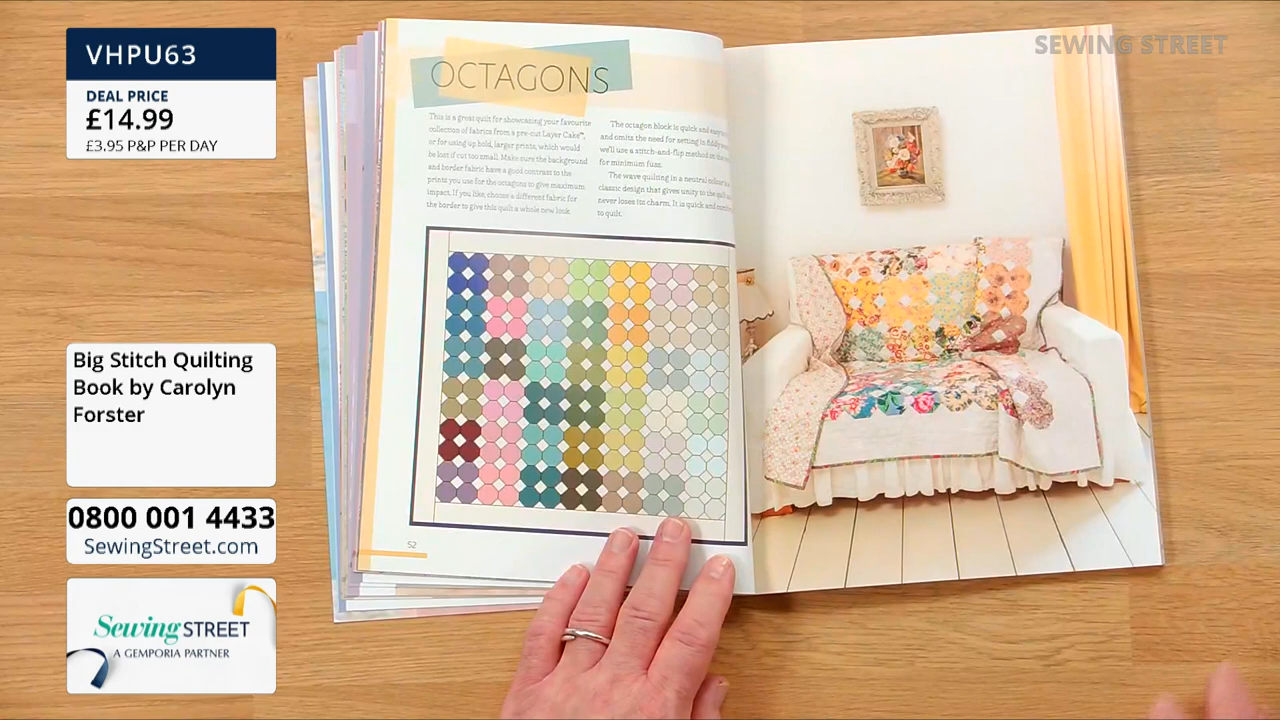 VHPU63
DEAL PRICE
£14.99
£3.95 P&P PER DAY
Big Stitch Quilting
Book by Carolyn
Forster
0800 001 4433
SewingStreet.com
Sewing STREET
A GEMPORIA PARTNER
SEWING STREET
OCTAGONS
This is a great quilt for showcasing your favourite
collection of fabrics from a pre-cut Layer Cake™,
or for using up bold, larger prints, which would
be lost if cut too small. Make sure the background
and border fabric have a good contrast to the
prints you use for the octagons to give maximum
impact. If you like, choose a different fabric for
the border to give this quilt a whole new look.
The octagon block is quick and easy
and omits the need for setting in fiddly
we'll use a stitch-and-flip method on the
for minimum fuss.
The wave quilting in a neutral colour is a
classic design that gives unity to the quilt
never loses its charm. It is quick and
to quilt.
52